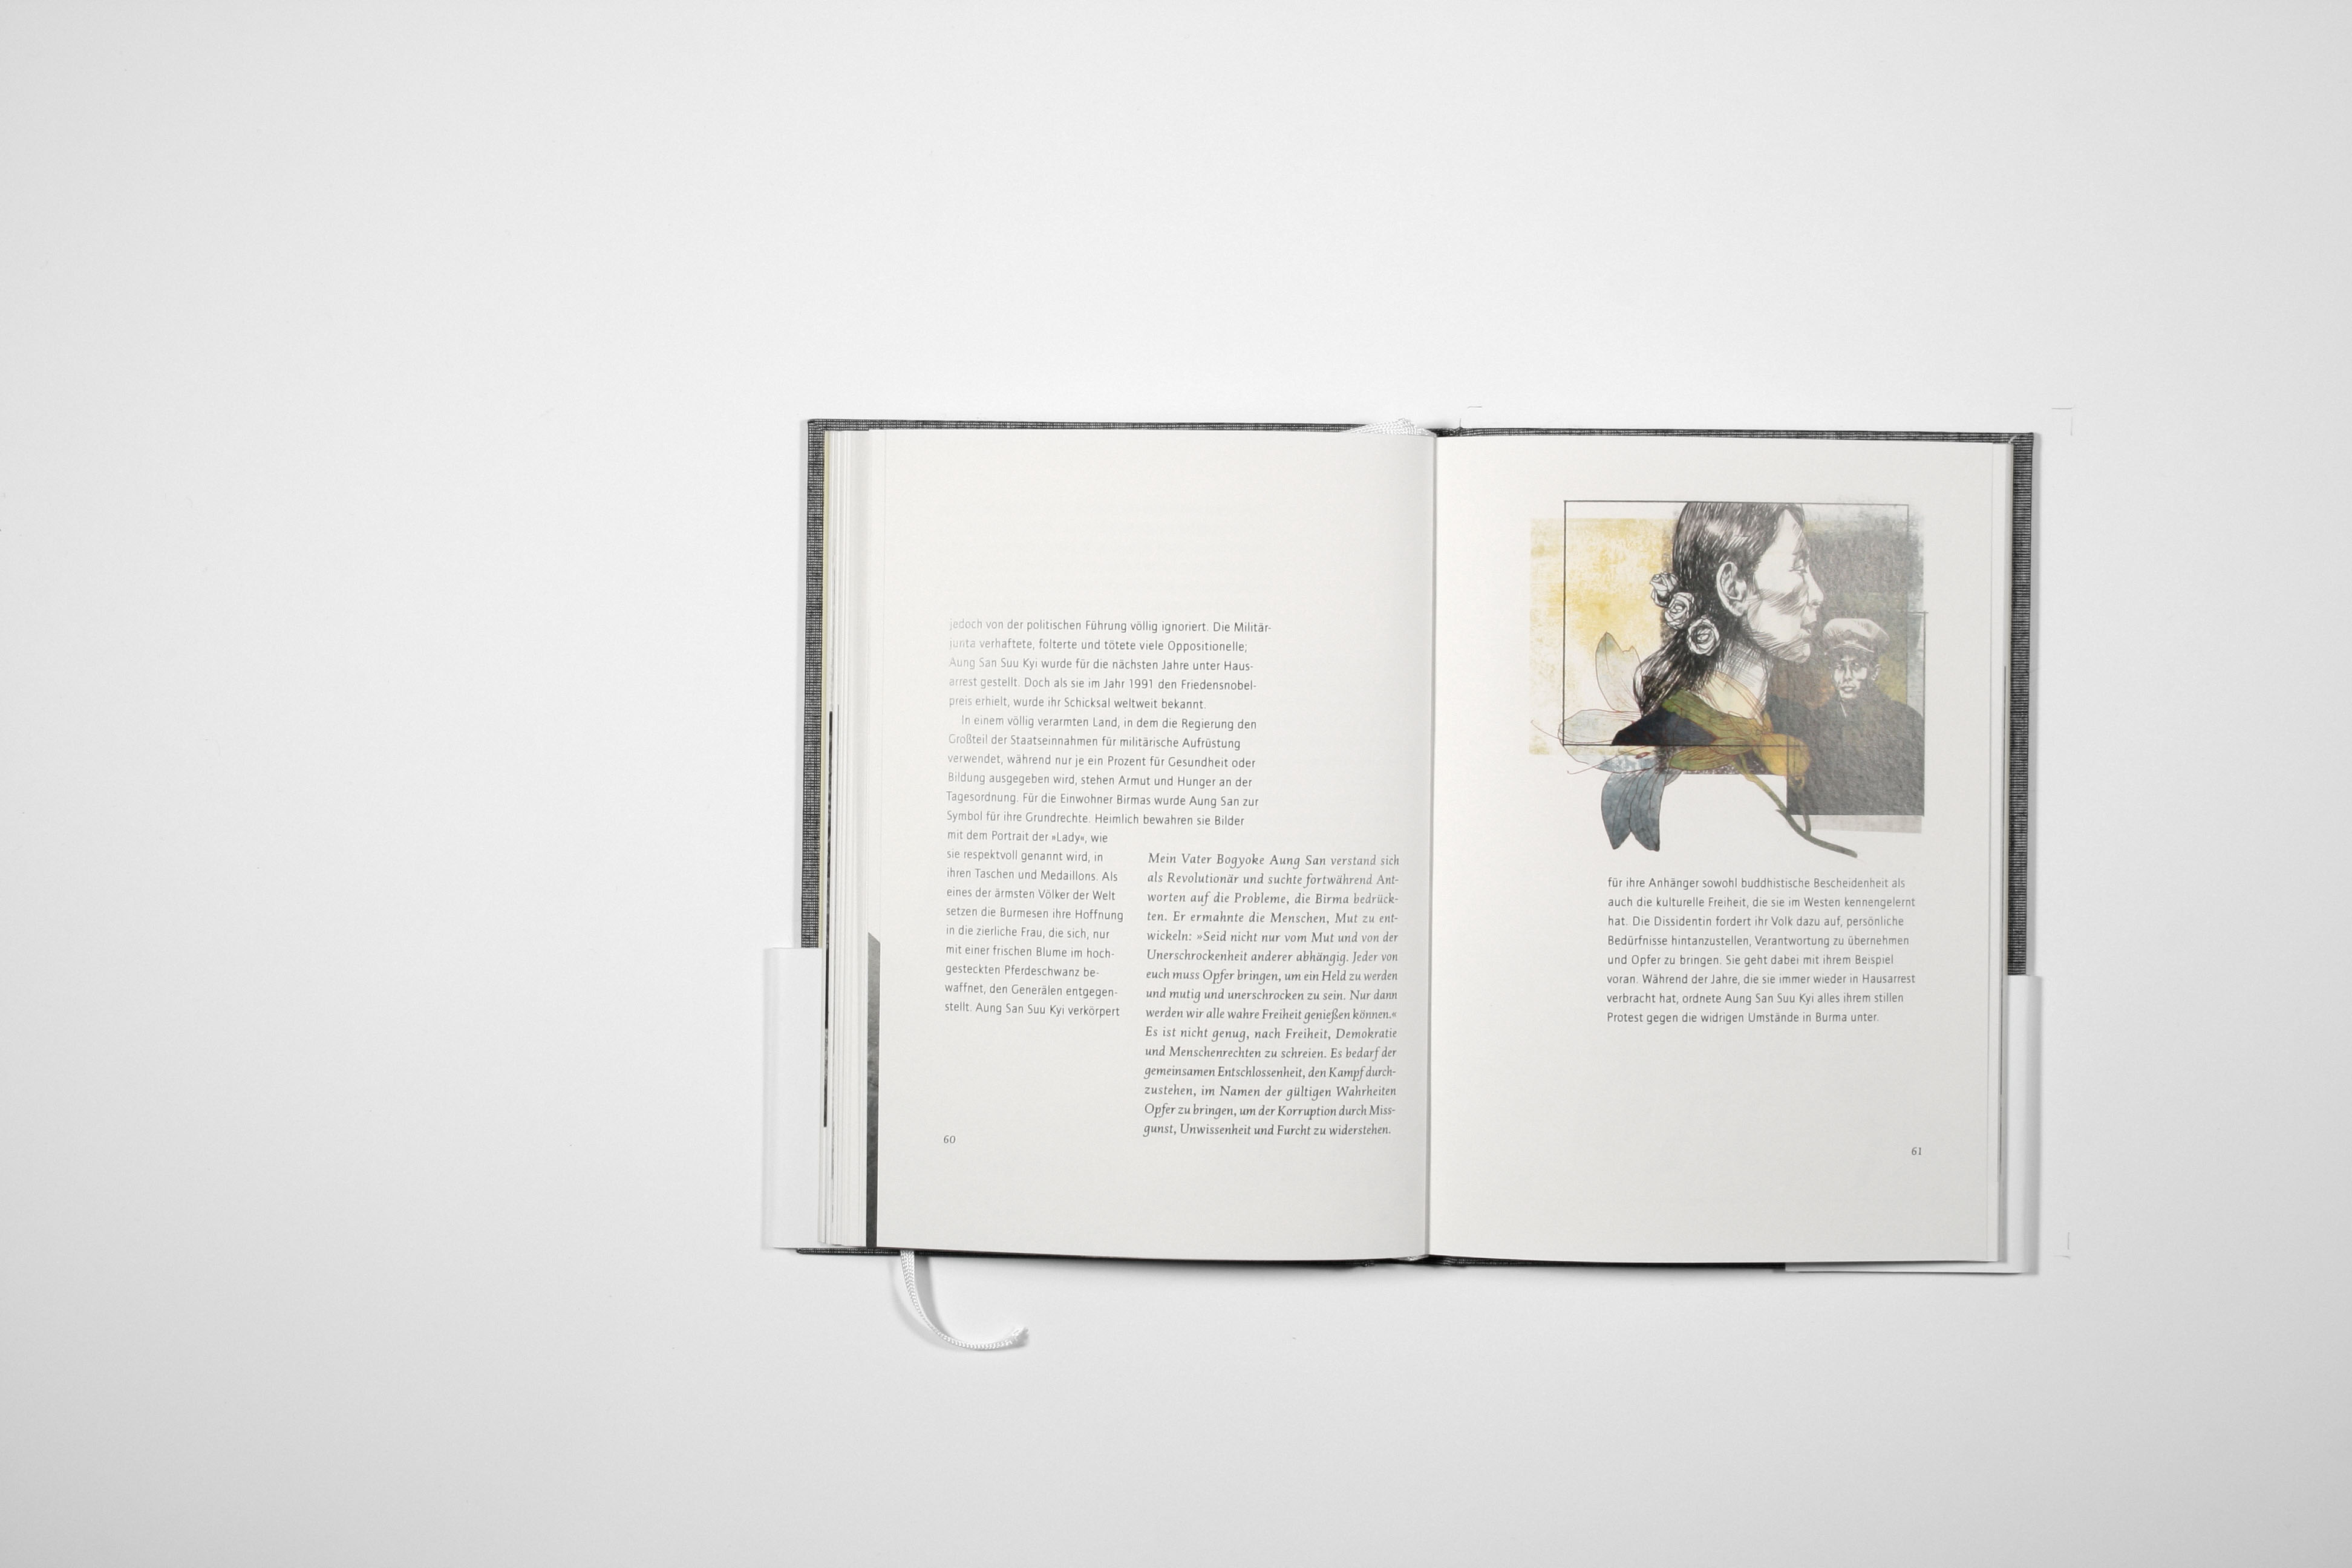 jedoch von der politischen Führung völlig ignoriert. Die Militär-
junta verhaftete, folterte und tötete viele Oppositionelle;
Aung San Suu Kyi wurde für die nächsten Jahre unter Haus-
arrest gestellt. Doch als sie im Jahr 1991 den Friedensnobel-
preis erhielt, wurde ihr Schicksal weltweit bekannt.
In einem völlig verarmten Land, in dem die Regierung den
Großteil der Staatseinnahmen für militärische Aufrüstung
verwendet, während nur je ein Prozent für Gesundheit oder
Bildung ausgegeben wird, stehen Armut und Hunger an der
Tagesordnung. Für die Einwohner Birmas wurde Aung San zur
Symbol für ihre Grundrechte. Heimlich bewahren sie Bilder
mit dem Portrait der »Lady«, wie
sie respektvoll genannt wird, in
ihren Taschen und Medaillons. Als
eines der ärmsten Völker der Welt
setzen die Burmesen ihre Hoffnung
in die zierliche Frau, die sich, nur
mit einer frischen Blume im hoch-
gesteckten Pferdeschwanz be-
waffnet, den Generälen entgegen-
stellt. Aung San Suu Kyi verkörpert
Mein Vater Bogyoke Aung San verstand sich
als Revolutionär und suchte fortwährend Ant-
worten auf die Probleme, die Birma bedrück-
ten. Er ermahnte die Menschen, Mut zu ent-
wickeln: »Seid nicht nur vom Mut und von der
Unerschrockenheit anderer abhängig. Jeder von
euch muss Opfer bringen, um ein Held zu werden
und mutig und unerschrocken zu sein. Nur dann
werden wir alle wahre Freiheit genießen können.«
Es ist nicht genug, nach Freiheit, Demokratie
und Menschenrechten zu schreien. Es bedarf der
gemeinsamen Entschlossenheit, den Kampf durch-
zustehen, im Namen der gültigen Wahrheiten
Opfer zu bringen, um der Korruption durch Miss-
gunst, Unwissenheit und Furcht zu widerstehen.
60
für ihre Anhänger sowohl buddhistische Bescheidenheit als
auch die kulturelle Freiheit, die sie im Westen kennengelernt
hat. Die Dissidentin fordert ihr Volk dazu auf, persönliche
Bedürfnisse hintanzustellen, Verantwortung zu übernehmen
und Opfer zu bringen. Sie geht dabei mit ihrem Beispiel
voran. Während der Jahre, die sie immer wieder in Hausarrest
verbracht hat, ordnete Aung San Suu Kyi alles ihrem stillen
Protest gegen die widrigen Umstände in Burma unter.
61